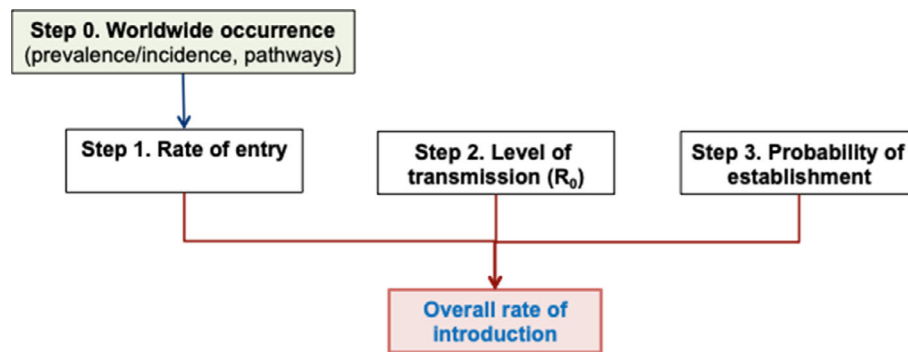 Step 0. Worldwide occurrence
(prevalence/incidence, pathways)
Step 1. Rate of entry
Step 2. Level of
transmission (R₀)
Step 3. Probability of
establishment
Overall rate of
introduction